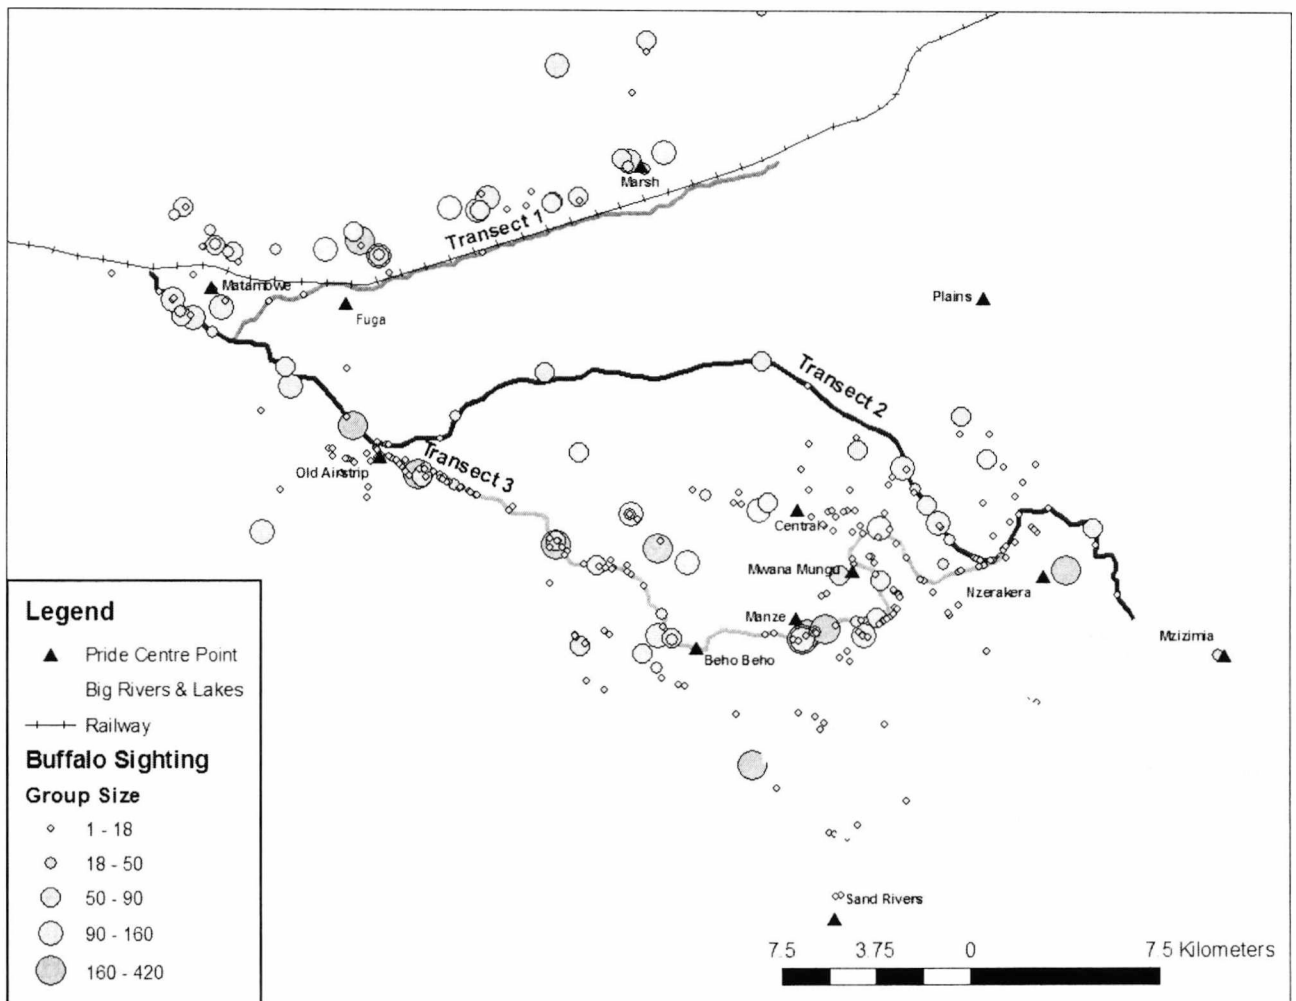 Marsh
Transect 1
Matambwe
Fuga
Plains
Transect 2
Transect 3
Old Airstrip
Central
Mwana Mungu
Nzerakera
Manze
Beho Beho
Mzizimia
Sand Rivers
Legend
Pride Centre Point
Big Rivers & Lakes
Railway
Buffalo Sighting
Group Size
1 - 18
18 - 50
50 - 90
90 - 160
160 - 420
7.5 3.75 0 7.5 Kilometers